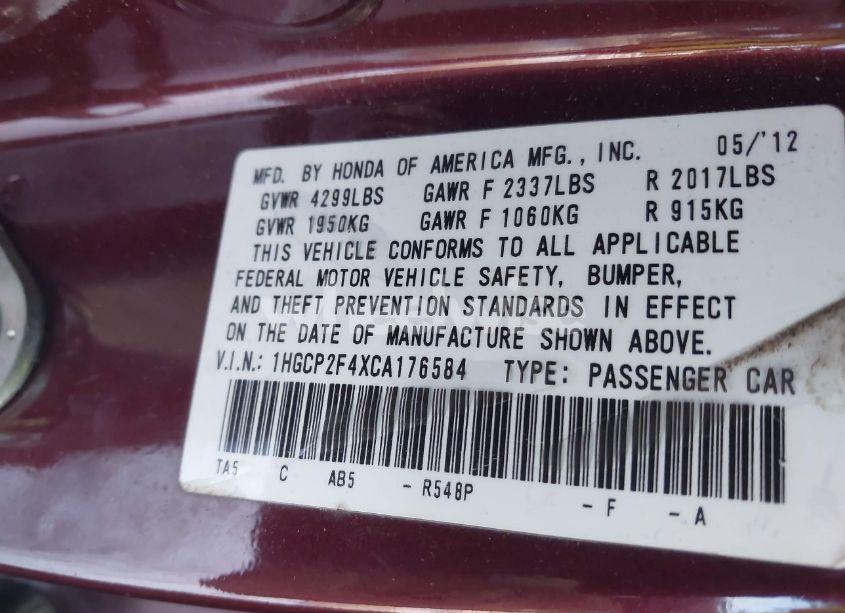 MFD. BY HONDA OF AMERICA MFG., INC. 05/'12
GVWR 4299LBS GAWR F 2337LBS R 2017LBS
GVWR 1950KG GAWR F 1060KG R 915KG
THIS VEHICLE CONFORMS TO ALL APPLICABLE
FEDERAL MOTOR VEHICLE SAFETY, BUMPER,
AND THEFT PREVENTION STANDARDS IN EFFECT
ON THE DATE OF MANUFACTURE SHOWN ABOVE.
V.I.N.: 1HGCP2F4XCA176584 TYPE: PASSENGER CAR
TA5 C AB5 - R548P - F - A